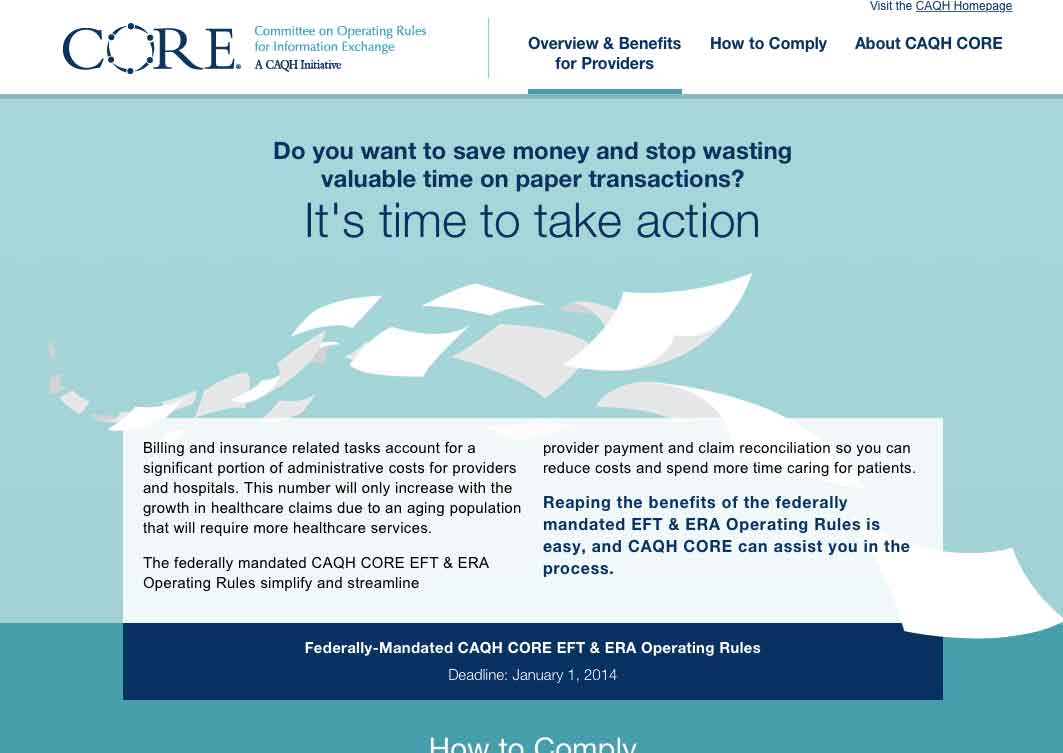 Visit the CAQH Homepage
CORE®
Committee on Operating Rules
for Information Exchange
A CAQH Initiative
Overview & Benefits
for Providers
How to Comply
About CAQH CORE
Do you want to save money and stop wasting
valuable time on paper transactions?
It's time to take action
Billing and insurance related tasks account for a
significant portion of administrative costs for providers
and hospitals. This number will only increase with the
growth in healthcare claims due to an aging population
that will require more healthcare services.
The federally mandated CAQH CORE EFT & ERA
Operating Rules simplify and streamline
provider payment and claim reconciliation so you can
reduce costs and spend more time caring for patients.
Reaping the benefits of the federally
mandated EFT & ERA Operating Rules is
easy, and CAQH CORE can assist you in the
process.
Federally-Mandated CAQH CORE EFT & ERA Operating Rules
Deadline: January 1, 2014
How to Comply